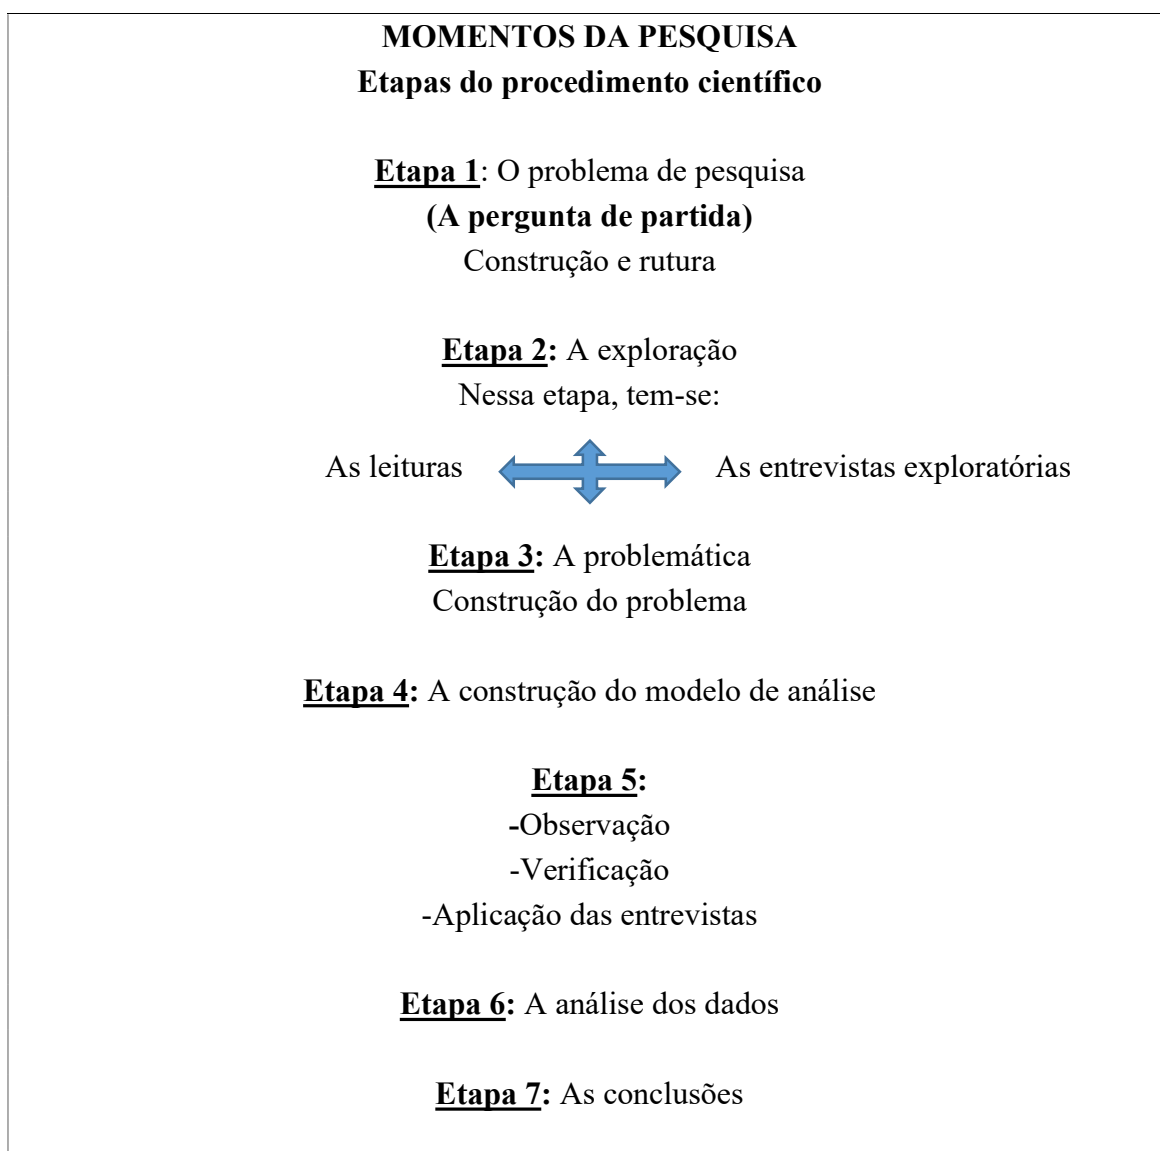 MOMENTOS DA PESQUISA
Etapas do procedimento científico
Etapa 1: O problema de pesquisa
(A pergunta de partida)
Construção e rutura
Etapa 2: A exploração
Nessa etapa, tem-se:
As leituras As entrevistas exploratórias
Etapa 3: A problemática
Construção do problema
Etapa 4: A construção do modelo de análise
Etapa 5:
-Observação
-Verificação
-Aplicação das entrevistas
Etapa 6: A análise dos dados
Etapa 7: As conclusões